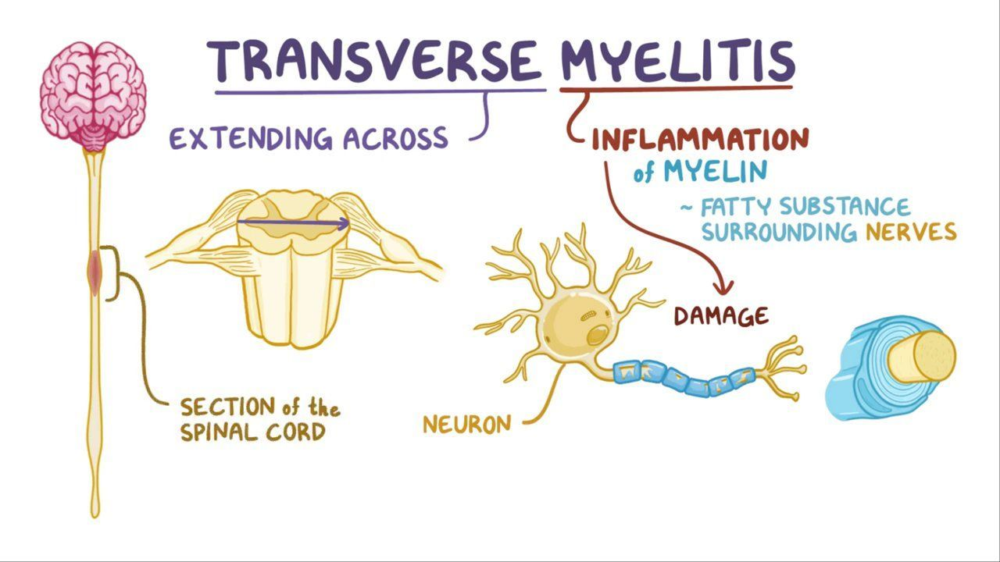 TRANSVERSE MYELITIS
EXTENDING ACROSS
INFLAMMATION
of MYELIN
~ FATTY SUBSTANCE
SURROUNDING NERVES
DAMAGE
SECTION of the
SPINAL CORD
NEURON